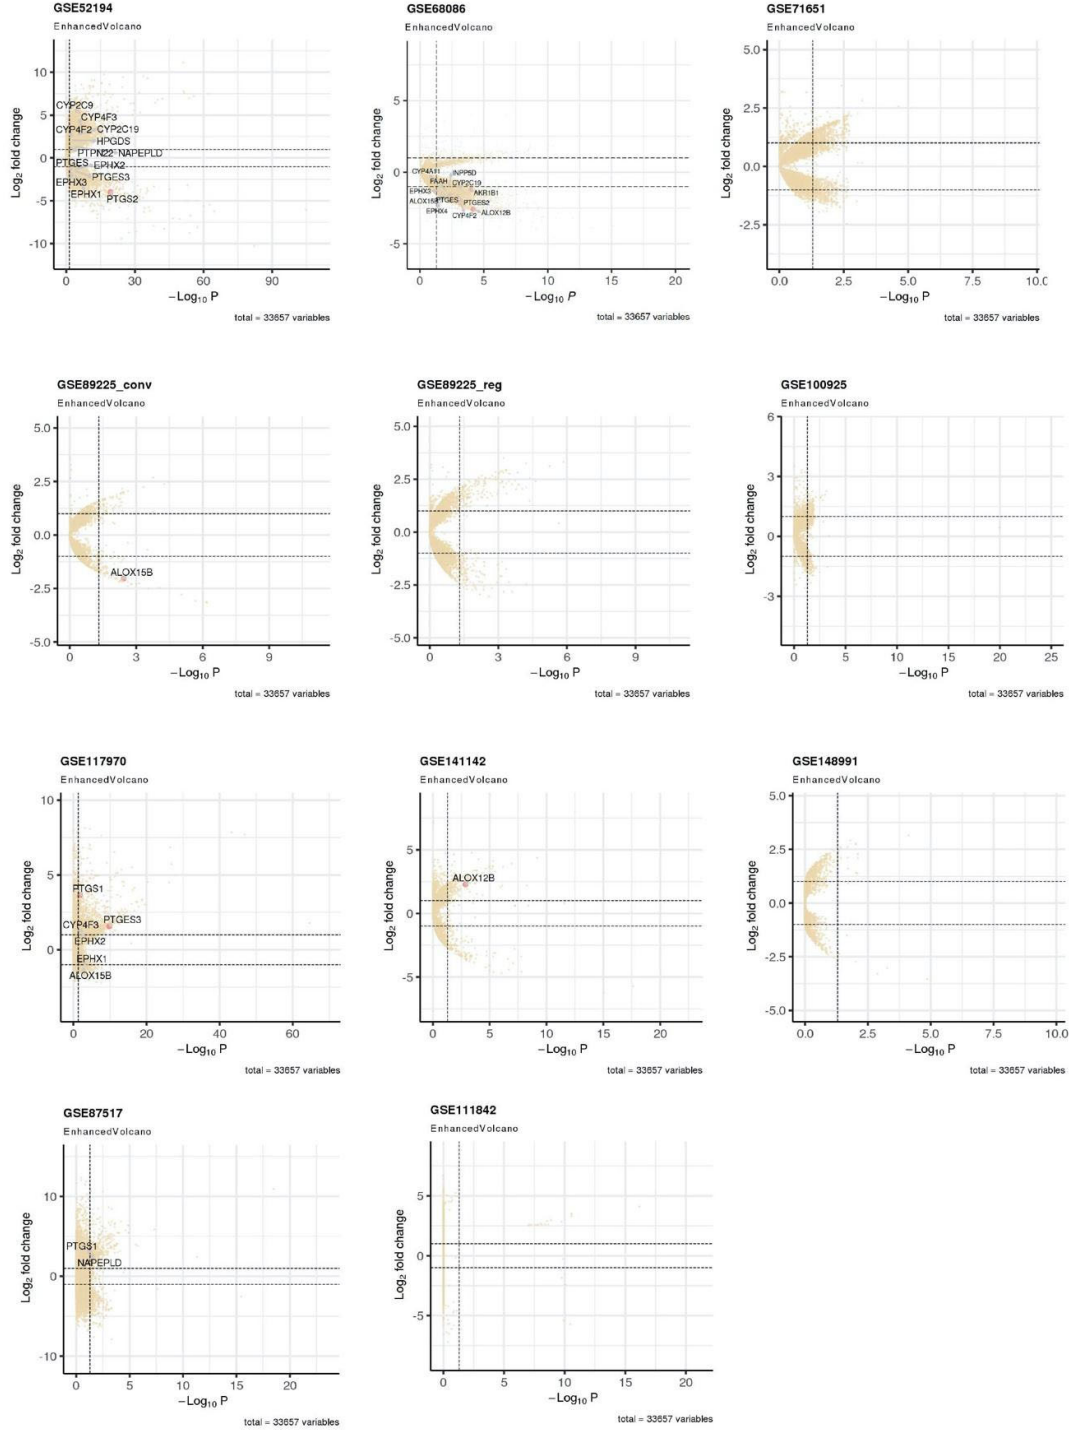 GSE52194
EnhancedVolcano
Log2 fold change
10
5
0
-5
-10
CYP2C9
CYP4F3
CYP4F2 CYP2C19
HPGDS
PTPN22 NAPEPLD
PTGES EPHX2
PTGES3
EPHX3
EPHX1
PTGS2
0 30 60 90
−Log10 P
total = 33657 variables
GSE68086
EnhancedVolcano
Log2 fold change
5
0
-5
CYP4A11 INPP5D
FAAH CYP2C19
EPHX3 AKR1B1
PTGES PTGES2
EPHX4 CYP4F2 ALOX12B
0 5 10 15 20
−Log10 P
total = 33657 variables
GSE71651
EnhancedVolcano
Log2 fold change
5.0
2.5
0.0
-2.5
0.0 2.5 5.0 7.5 10.0
−Log10 P
total = 33657 variables
GSE89225_conv
EnhancedVolcano
Log2 fold change
5.0
2.5
0.0
-2.5
-5.0
ALOX15B
0 3 6 9
−Log10 P
total = 33657 variables
GSE89225_reg
EnhancedVolcano
Log2 fold change
5.0
2.5
0.0
-2.5
-5.0
0 3 6 9
−Log10 P
total = 33657 variables
GSE100925
EnhancedVolcano
Log2 fold change
6
3
0
-3
0 5 10 15 20 25
−Log10 P
total = 33657 variables
GSE117970
EnhancedVolcano
Log2 fold change
10
5
0
PTGS1
CYP4F3 PTGES3
EPHX2
EPHX1
ALOX15B
0 20 40 60
−Log10 P
total = 33657 variables
GSE141142
EnhancedVolcano
Log2 fold change
5
0
-5
ALOX12B
0 5 10 15 20
−Log10 P
total = 33657 variables
GSE148991
EnhancedVolcano
Log2 fold change
5.0
2.5
0.0
-2.5
-5.0
0.0 2.5 5.0 7.5 10.0
−Log10 P
total = 33657 variables
GSE87517
EnhancedVolcano
Log2 fold change
10
0
-10
PTGS1
NAPEPLD
0 5 10 15 20
−Log10 P
total = 33657 variables
GSE111842
EnhancedVolcano
Log2 fold change
5
0
-5
0 5 10 15 20
−Log10 P
total = 33657 variables